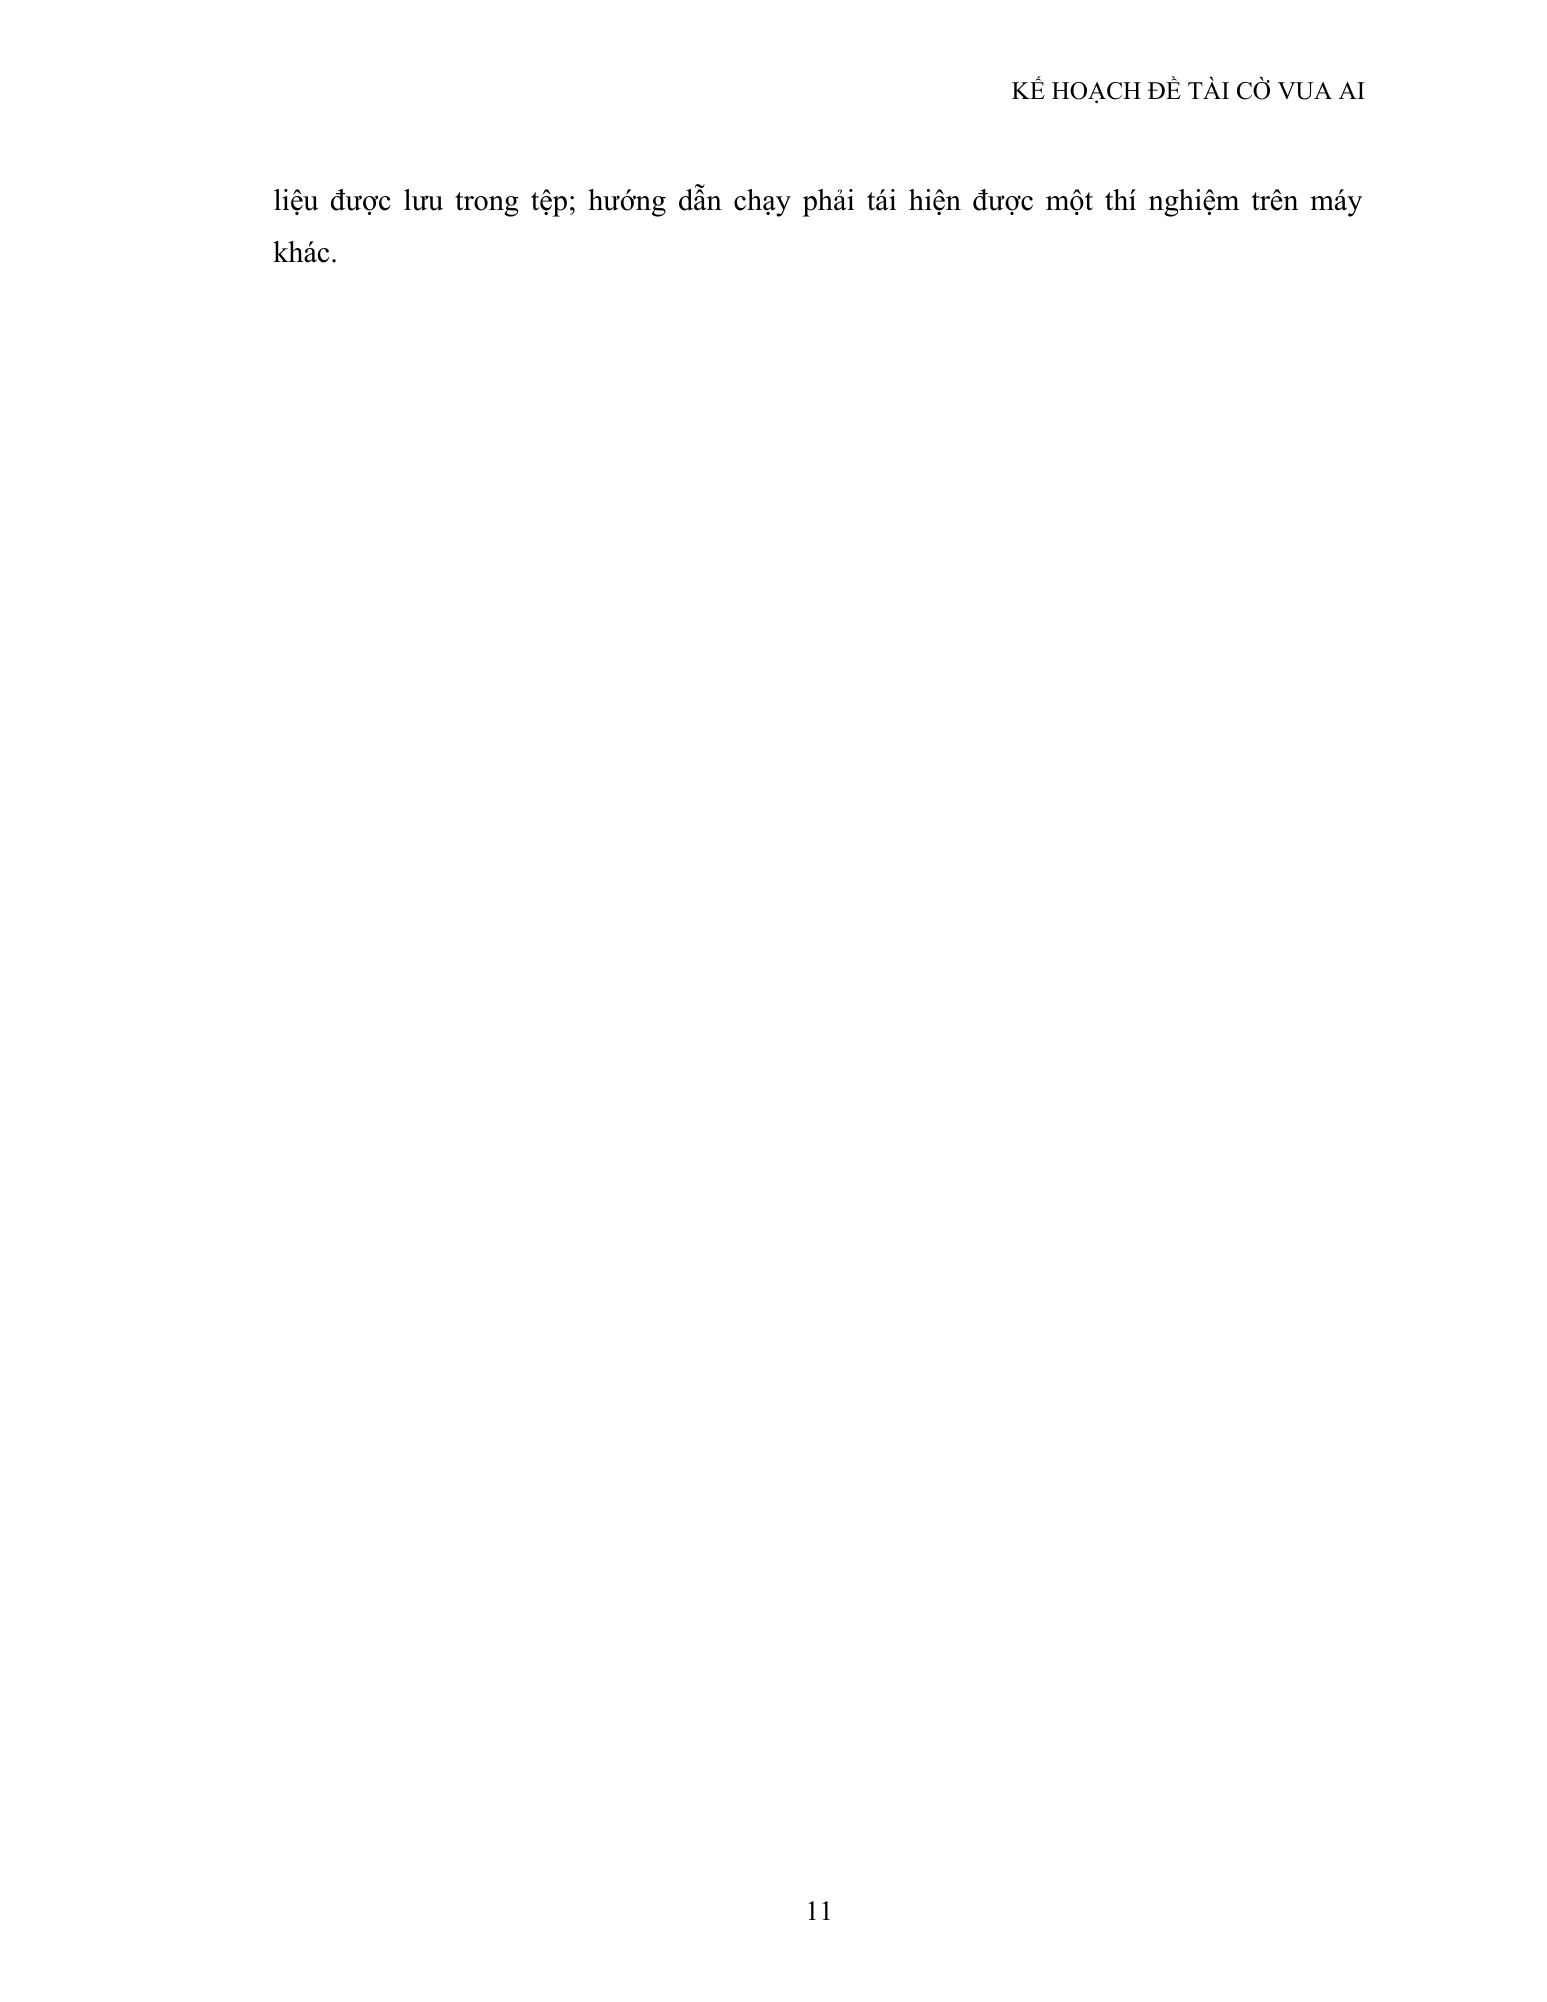 KẾ HOẠCH ĐỀ TÀI CỜ VUA AI
liệu được lưu trong tệp; hướng dẫn chạy phải tái hiện được một thí nghiệm trên máy
khác.
11